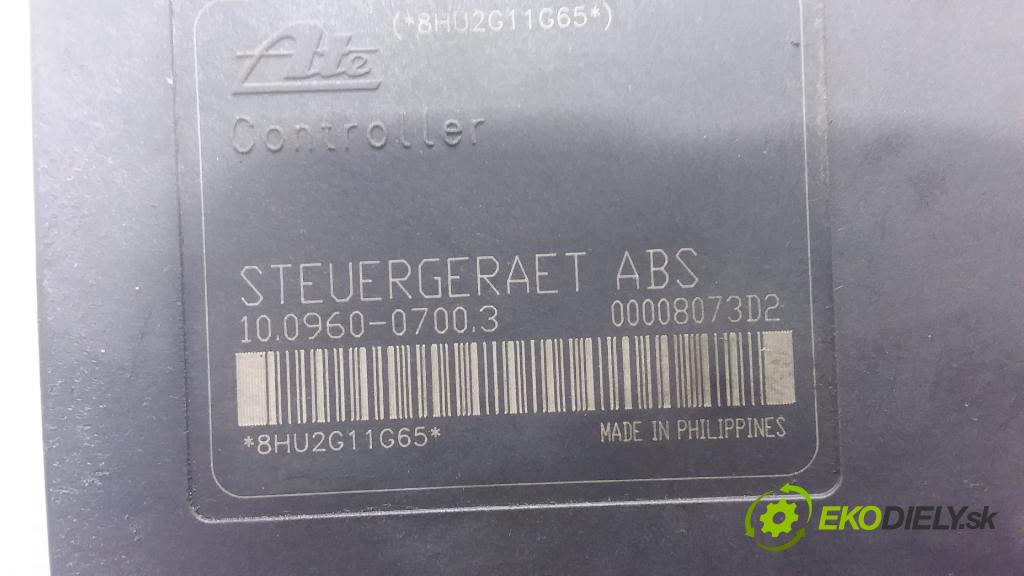 (*8HU2G11G65*)
Ate
Controller
STEUERGERAET ABS
10.0960-0700.3 00008073D2
*8HU2G11G65* MADE IN PHILIPPINES
EKODIELY.sk